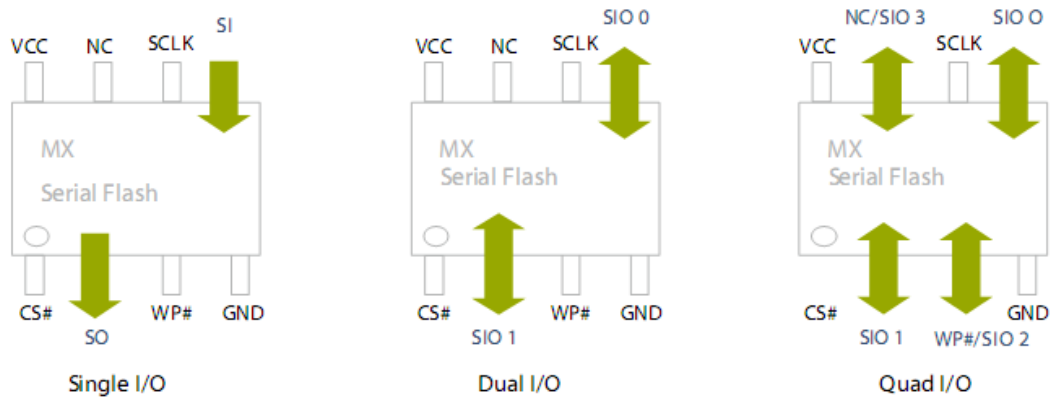 SI
VCC NC SCLK
MX
Serial Flash
CS# WP# GND
SO
Single I/O
SIO 0
VCC NC SCLK
MX
Serial Flash
CS# WP# GND
SIO 1
Dual I/O
NC/SIO 3 SIO O
VCC SCLK
MX
Serial Flash
CS# GND
SIO 1 WP#/SIO 2
Quad I/O